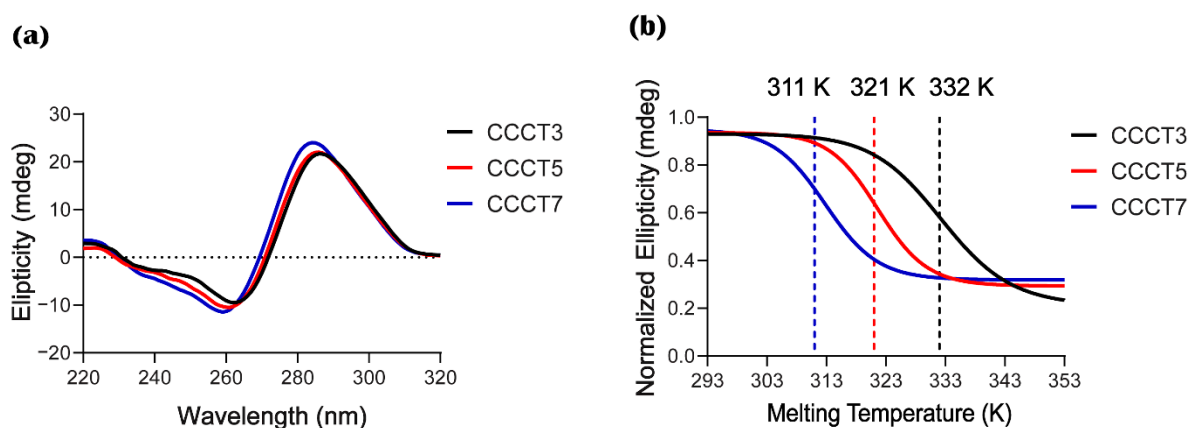 (a)
30
20
10
0
−10
−20
220
240
260
280
300
320
Elipticity (mdeg)
Wavelength (nm)
CCCT3
CCCT5
CCCT7
(b)
311 K 321 K 332 K
1.0
0.8
0.6
0.4
0.2
0.0
293 303 313 323 333 343 353
Normalized Ellipticity (mdeg)
Melting Temperature (K)
CCCT3
CCCT5
CCCT7